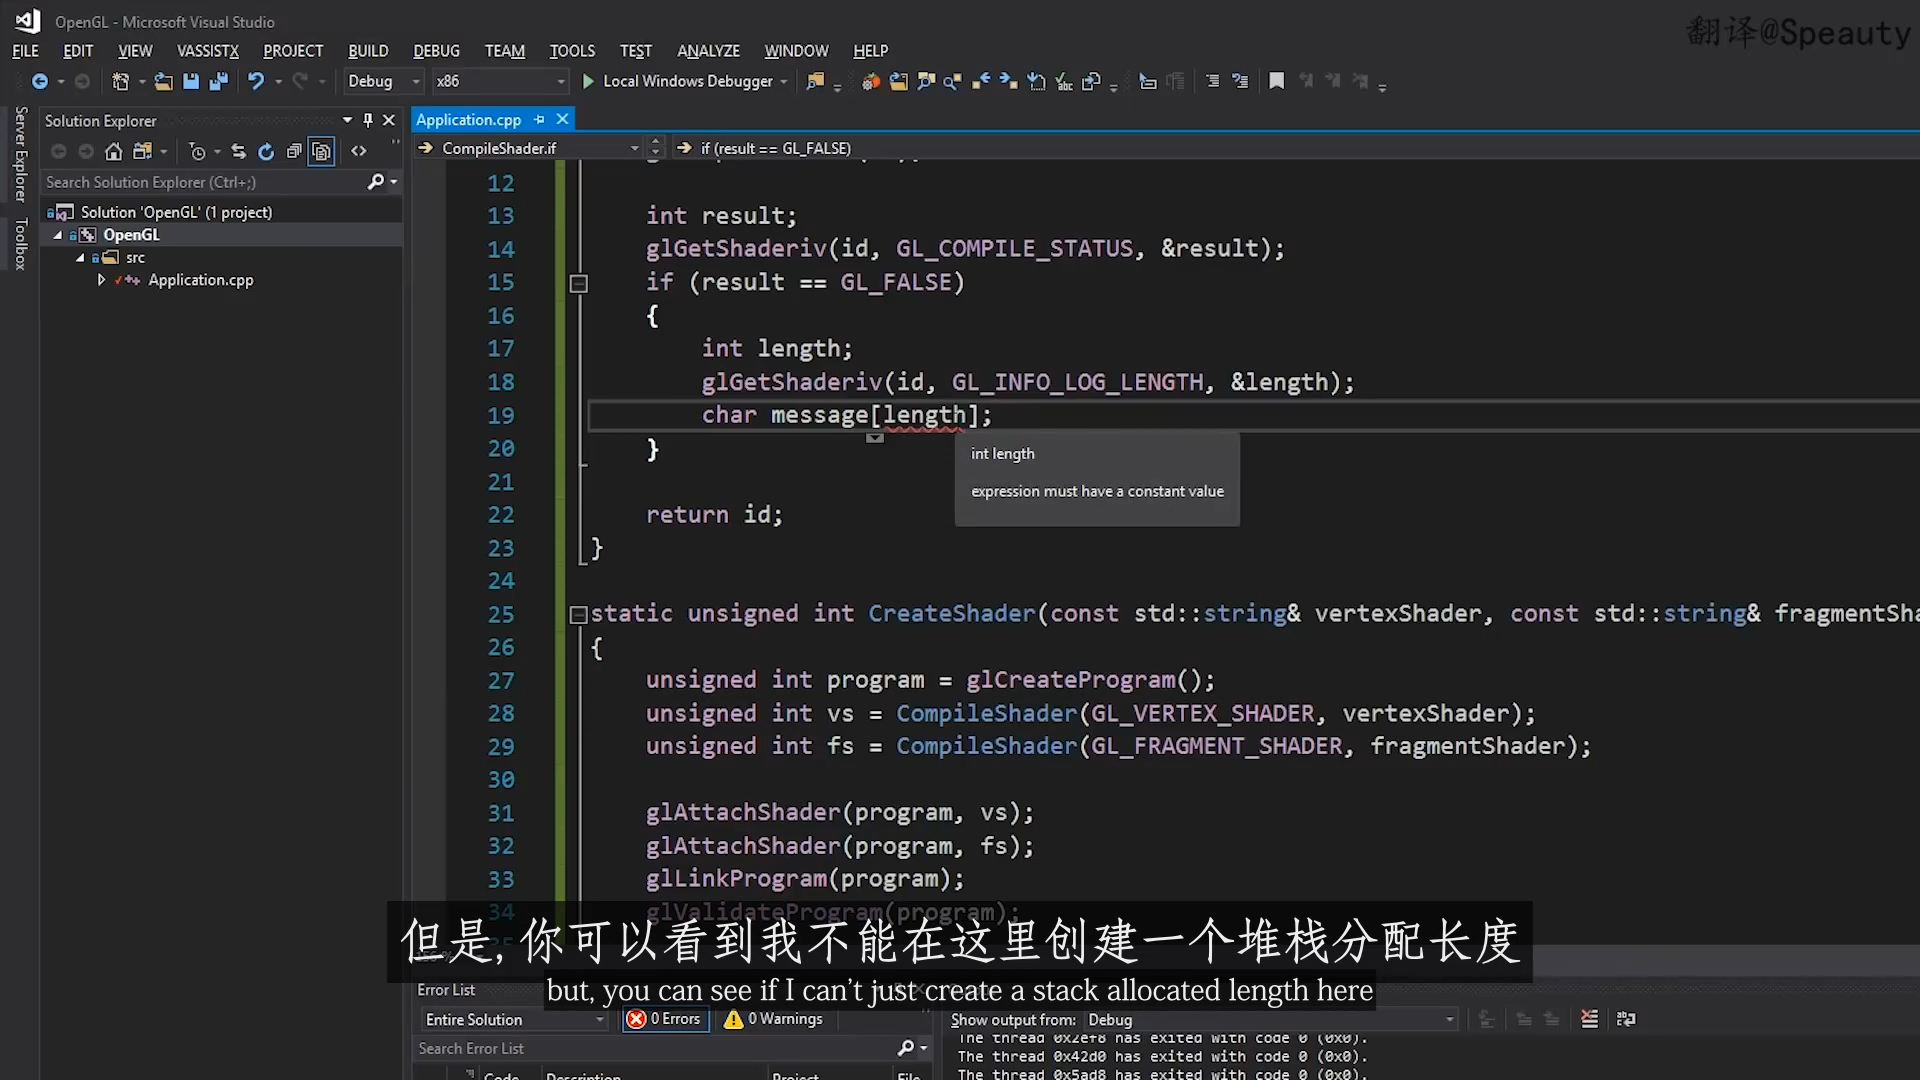 OpenGL - Microsoft Visual Studio
翻译@Speauty
FILE EDIT VIEW VASSISTX PROJECT BUILD DEBUG TEAM TOOLS TEST ANALYZE WINDOW HELP
Debug x86 Local Windows Debugger
Server Explorer
Toolbox
Solution Explorer
Search Solution Explorer (Ctrl+;)
Solution 'OpenGL' (1 project)
OpenGL
src
Application.cpp
Application.cpp
CompileShader.if if (result == GL_FALSE)
12
13 int result;
14 glGetShaderiv(id, GL_COMPILE_STATUS, &result);
15 if (result == GL_FALSE)
16 {
17 int length;
18 glGetShaderiv(id, GL_INFO_LOG_LENGTH, &length);
19 char message[length];
int length
expression must have a constant value
20 }
21
22 return id;
23 }
24
25 static unsigned int CreateShader(const std::string& vertexShader, const std::string& fragmentSha
26 {
27 unsigned int program = glCreateProgram();
28 unsigned int vs = CompileShader(GL_VERTEX_SHADER, vertexShader);
29 unsigned int fs = CompileShader(GL_FRAGMENT_SHADER, fragmentShader);
30
31 glAttachShader(program, vs);
32 glAttachShader(program, fs);
33 glLinkProgram(program);
34 glValidateProgram(program);
但是, 你可以看到我不能在这里创建一个堆栈分配长度
but, you can see if I can't just create a stack allocated length here
Error List
Entire Solution 0 Errors 0 Warnings
Search Error List
Code Description Project File
Show output from: Debug
The thread 0x2ef8 has exited with code 0 (0x0).
The thread 0x42d0 has exited with code 0 (0x0).
The thread 0x5ad8 has exited with code 0 (0x0).